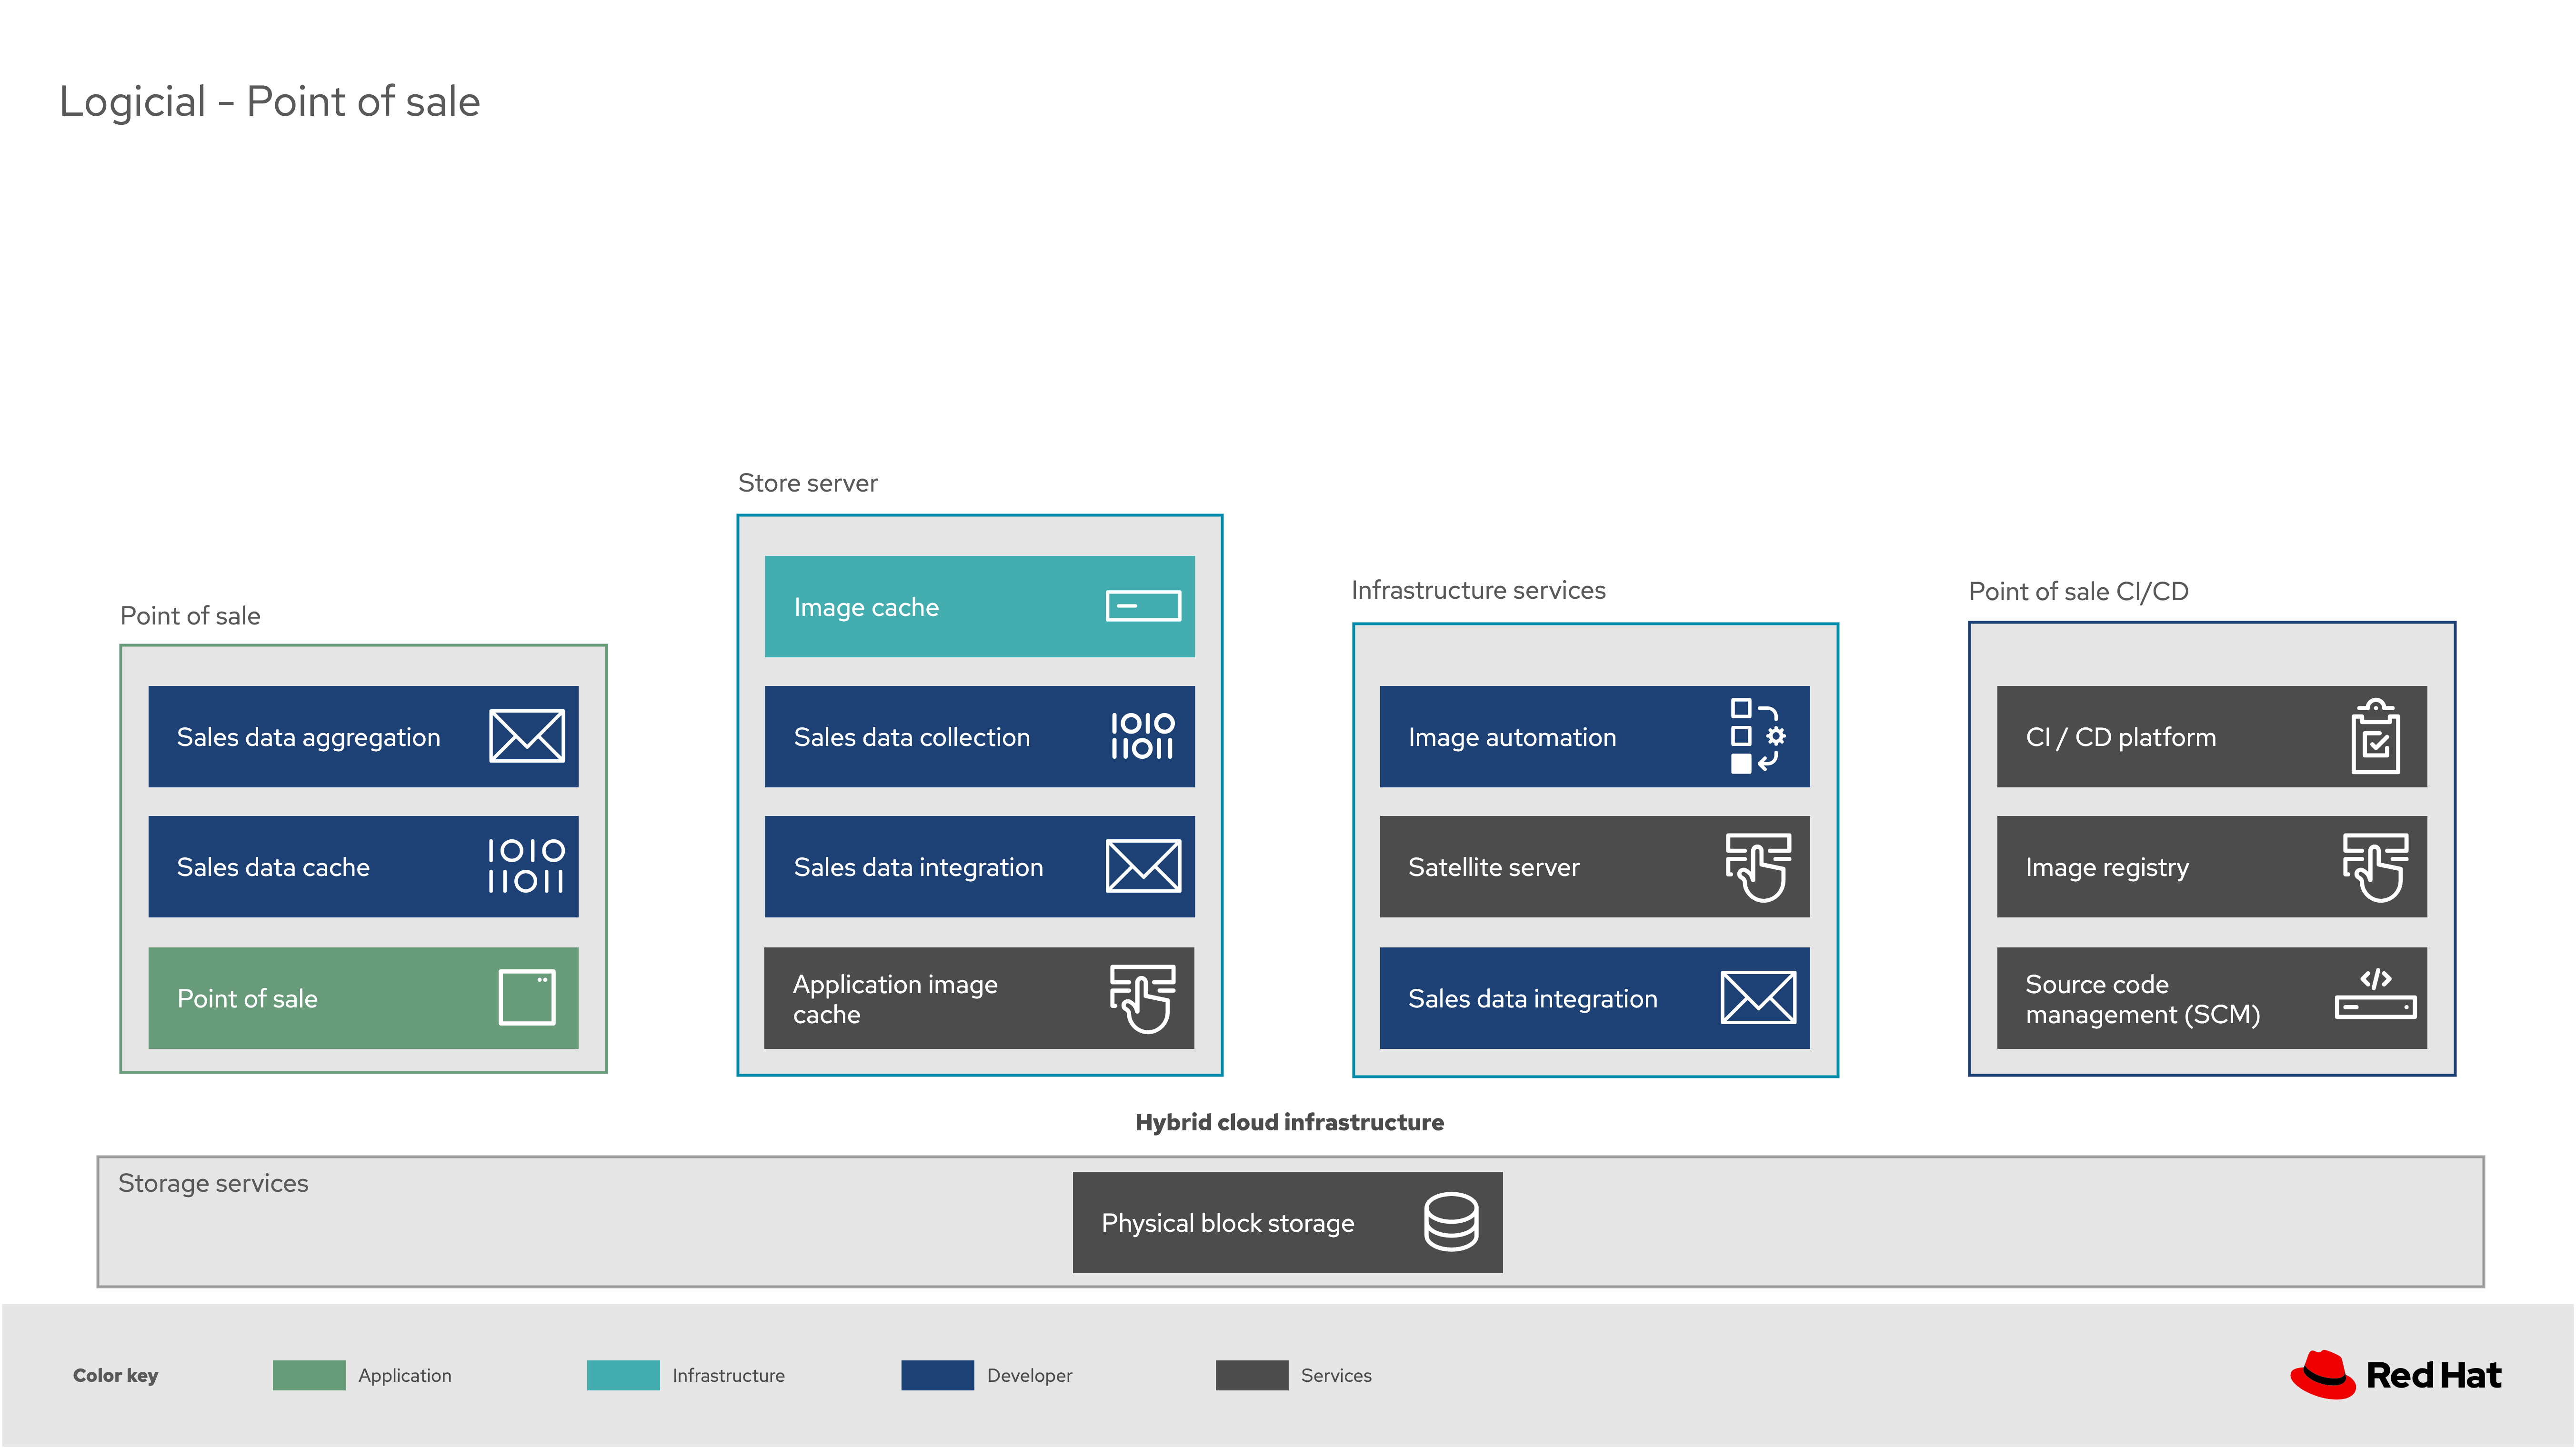 Logicial - Point of sale
Store server
Image cache
Sales data collection
Sales data integration
Application image
cache
Point of sale
Sales data aggregation
Sales data cache
Point of sale
Infrastructure services
Image automation
Satellite server
Sales data integration
Point of sale CI/CD
CI / CD platform
Image registry
Source code
management (SCM)
Hybrid cloud infrastructure
Storage services
Physical block storage
Color key
Application
Infrastructure
Developer
Services
Red Hat